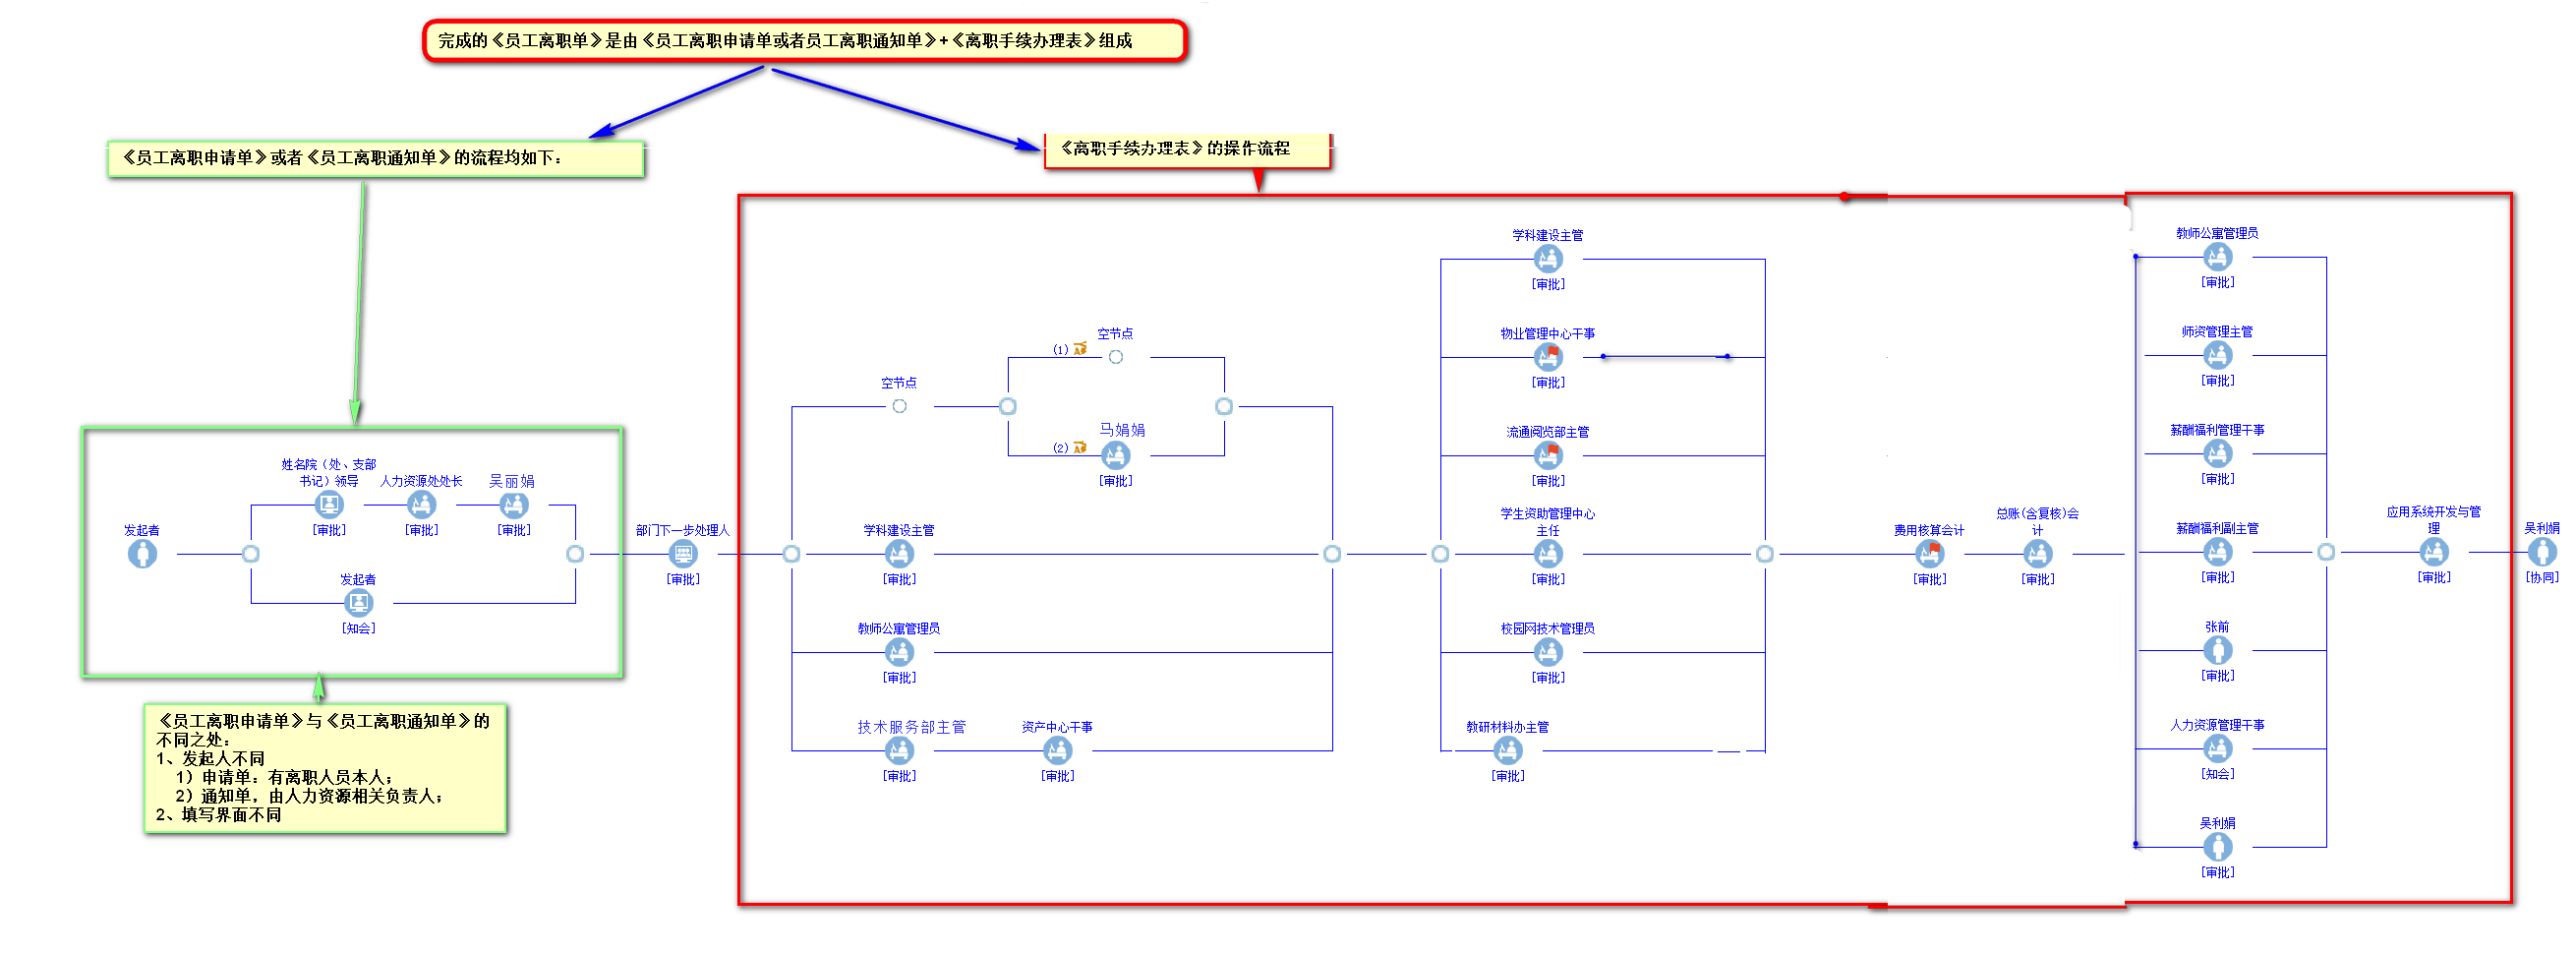 完成的《员工离职单》是由《员工离职申请单或者员工离职通知单》+《离职手续办理表》组成
《员工离职申请单》或者《员工离职通知单》的流程均如下：
《离职手续办理表》的操作流程
发起者
姓名院（处、支部
书记）领导
[审批]
人力资源处处长
[审批]
吴丽娟
[审批]
发起者
[知会]
部门下一步处理人
[审批]
空节点
(1)
空节点
(2)
马娟娟
[审批]
学科建设主管
[审批]
教师公寓管理员
[审批]
技术服务部主管
[审批]
资产中心干事
[审批]
学科建设主管
[审批]
物业管理中心干事
[审批]
流通阅览部主管
[审批]
学生资助管理中心
主任
[审批]
校园网技术管理员
[审批]
教研材料办主管
[审批]
费用核算会计
[审批]
总账(含复核)会
计
[审批]
教师公寓管理员
[审批]
师资管理主管
[审批]
薪酬福利管理干事
[审批]
薪酬福利副主管
[审批]
张前
[审批]
人力资源管理干事
[知会]
吴利娟
[审批]
应用系统开发与管
理
[审批]
吴利娟
[协同]
《员工离职申请单》与《员工离职通知单》的
不同之处：
1、发起人不同
1）申请单：有离职人员本人；
2）通知单，由人力资源相关负责人；
2、填写界面不同